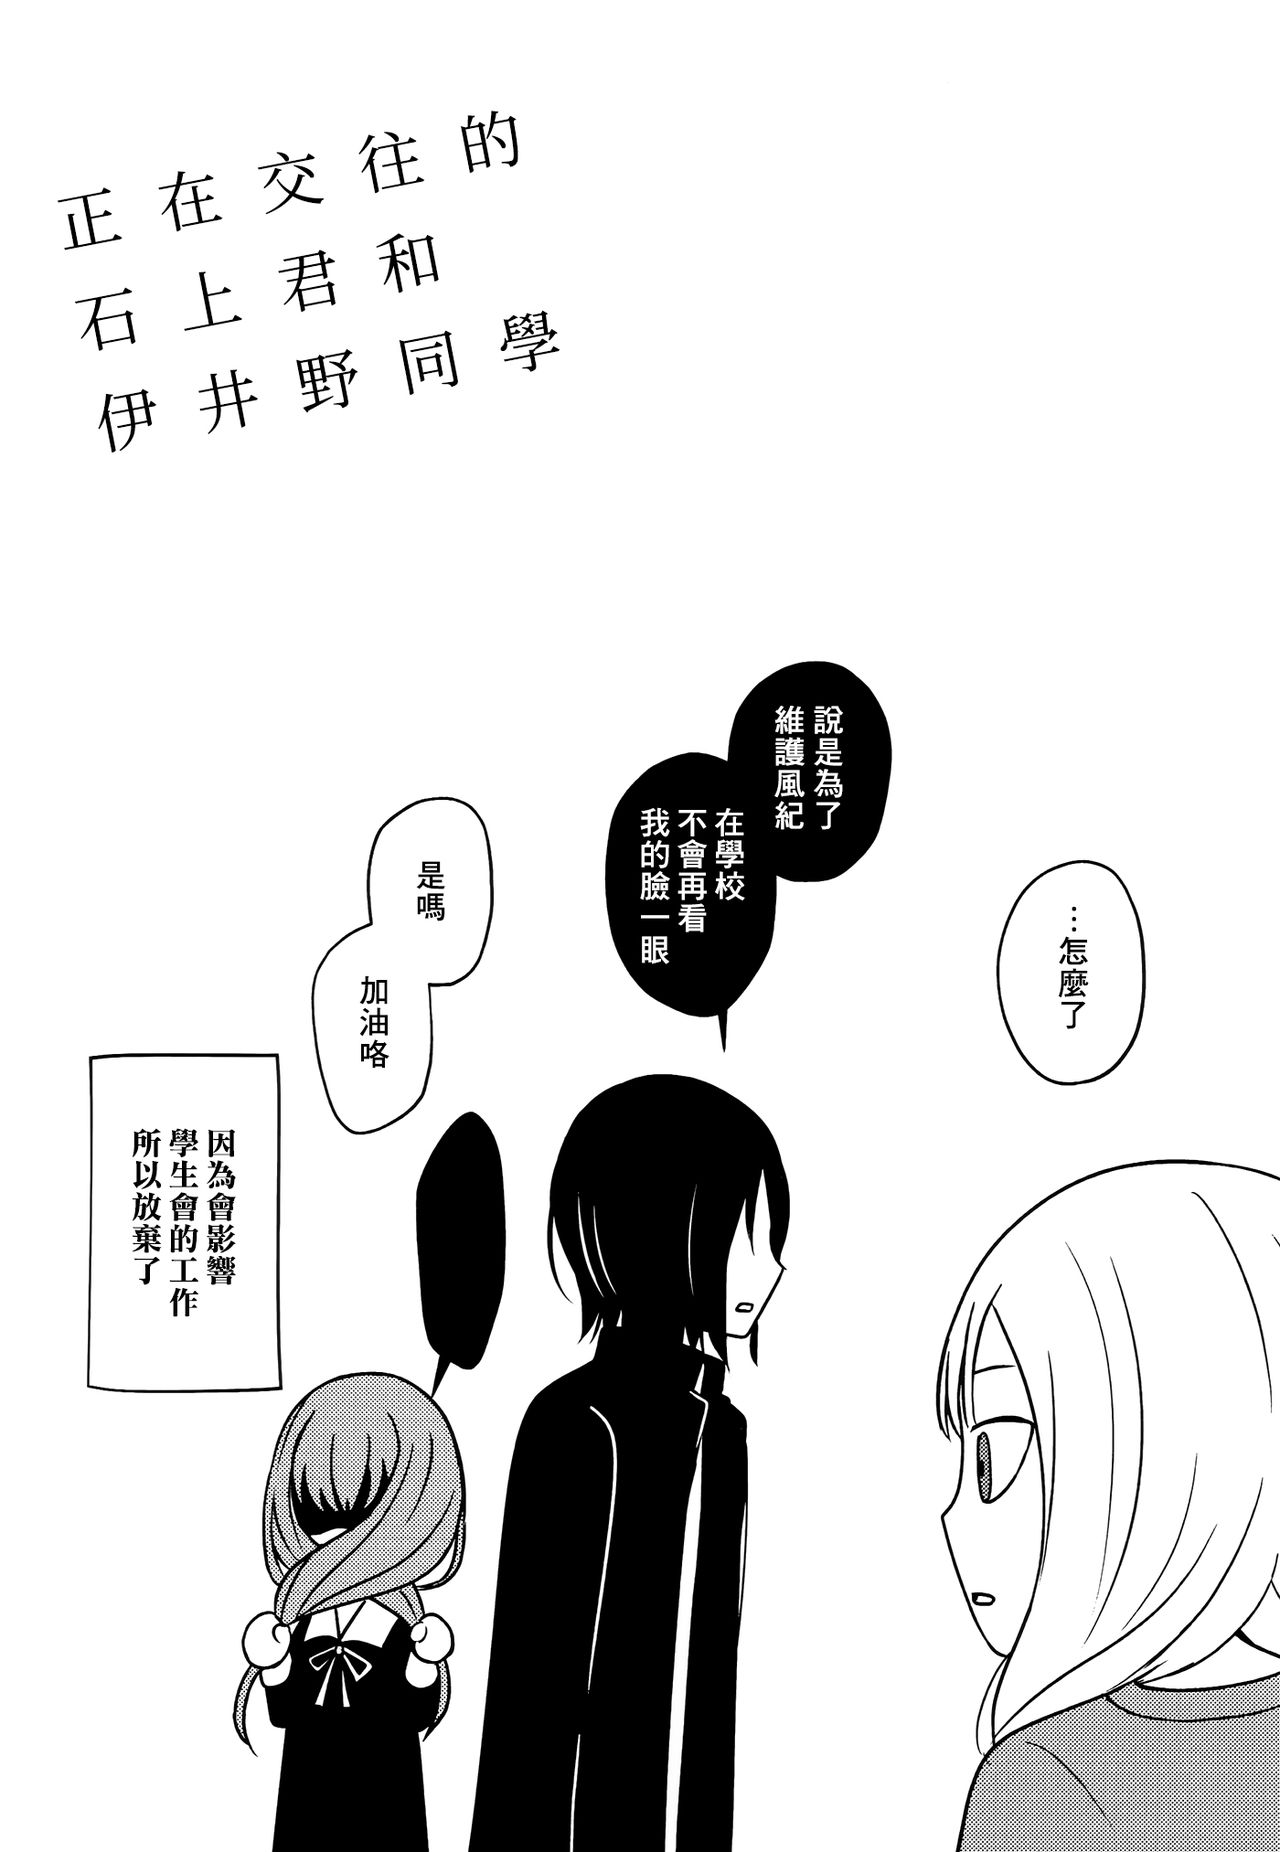 正在交往的
石上君和
伊井野同學
…怎麼了
說是為了
維護風紀
在學校
不會再看
我的臉一眼
是嗎
加油咯
因為會影響
學生會的工作
所以放棄了